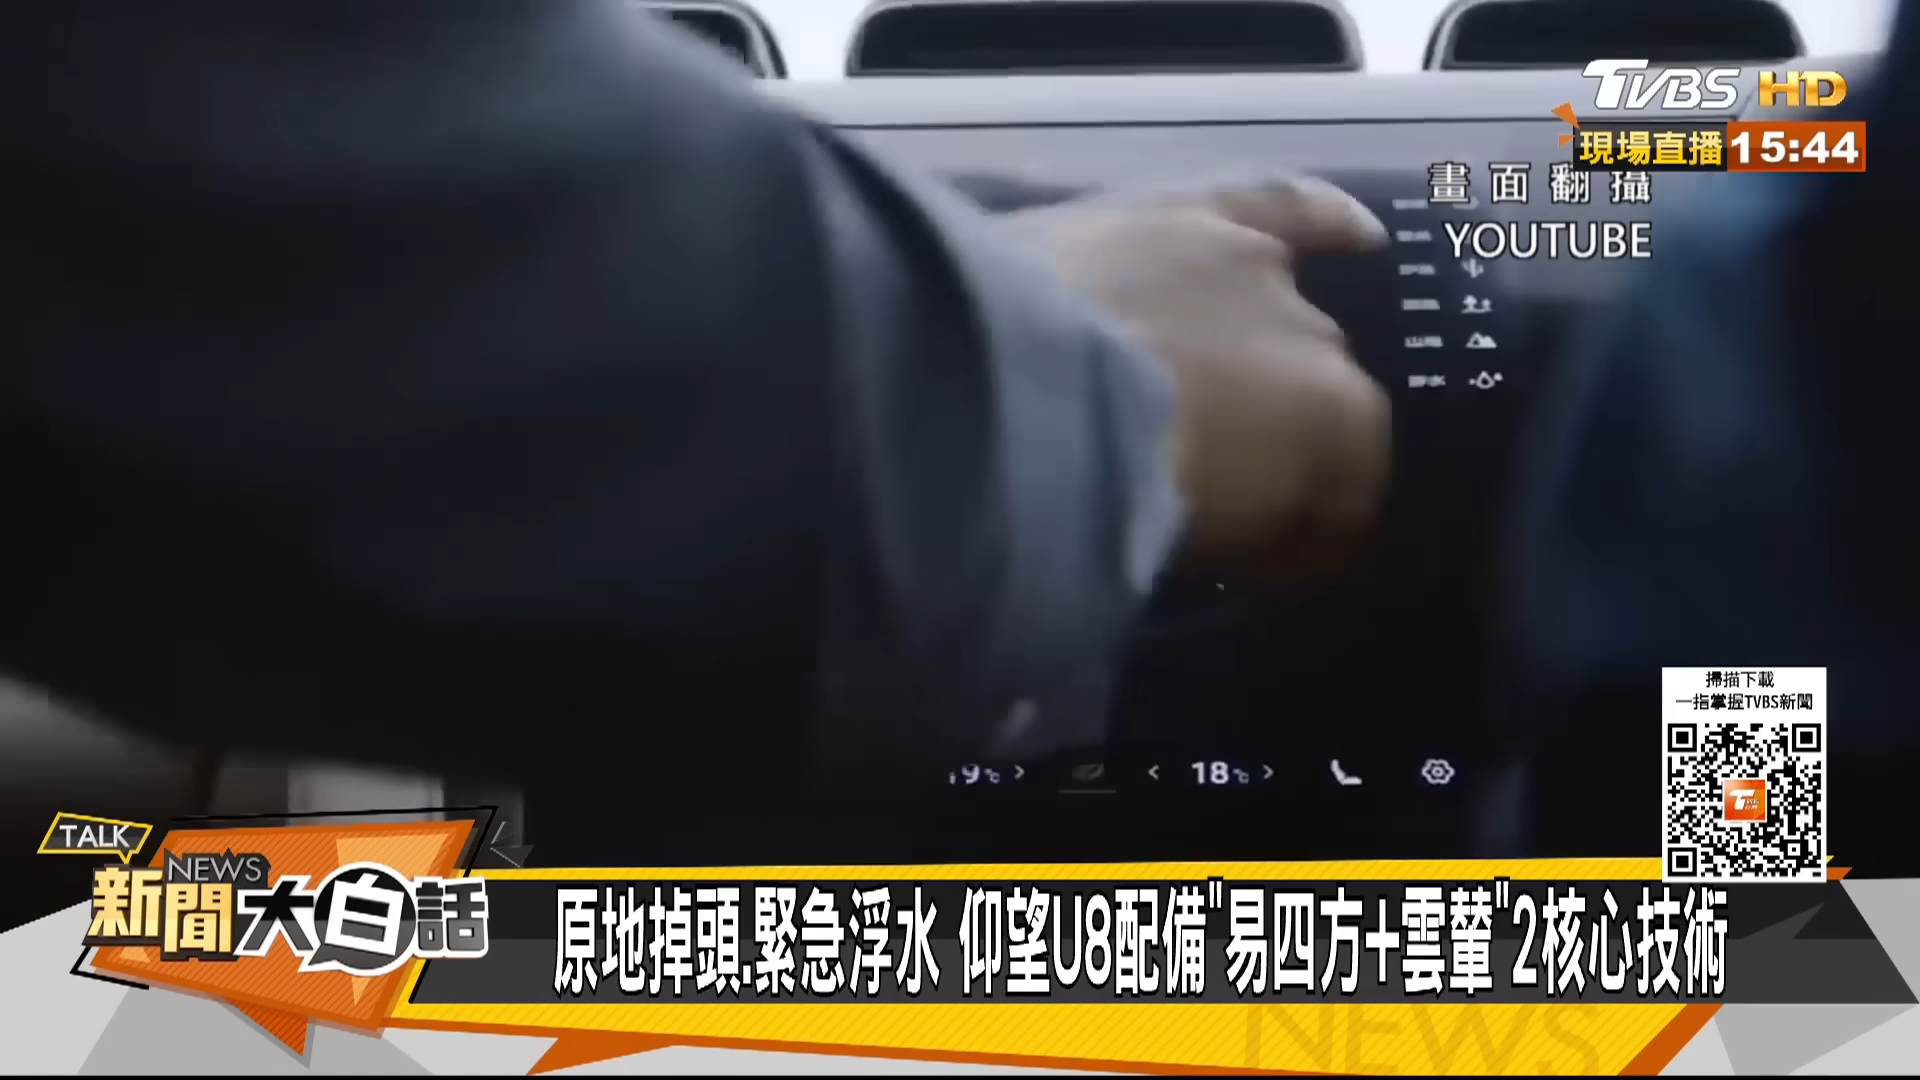 TVBS HD
現場直播 15:44
畫面翻攝
YOUTUBE
9℃ > < 18℃ >
掃描下載
一指掌握TVBS新聞
TALK
NEWS
新聞大白話
原地掉頭.緊急浮水 仰望U8配備"易四方+雲輦"2核心技術
NEWS